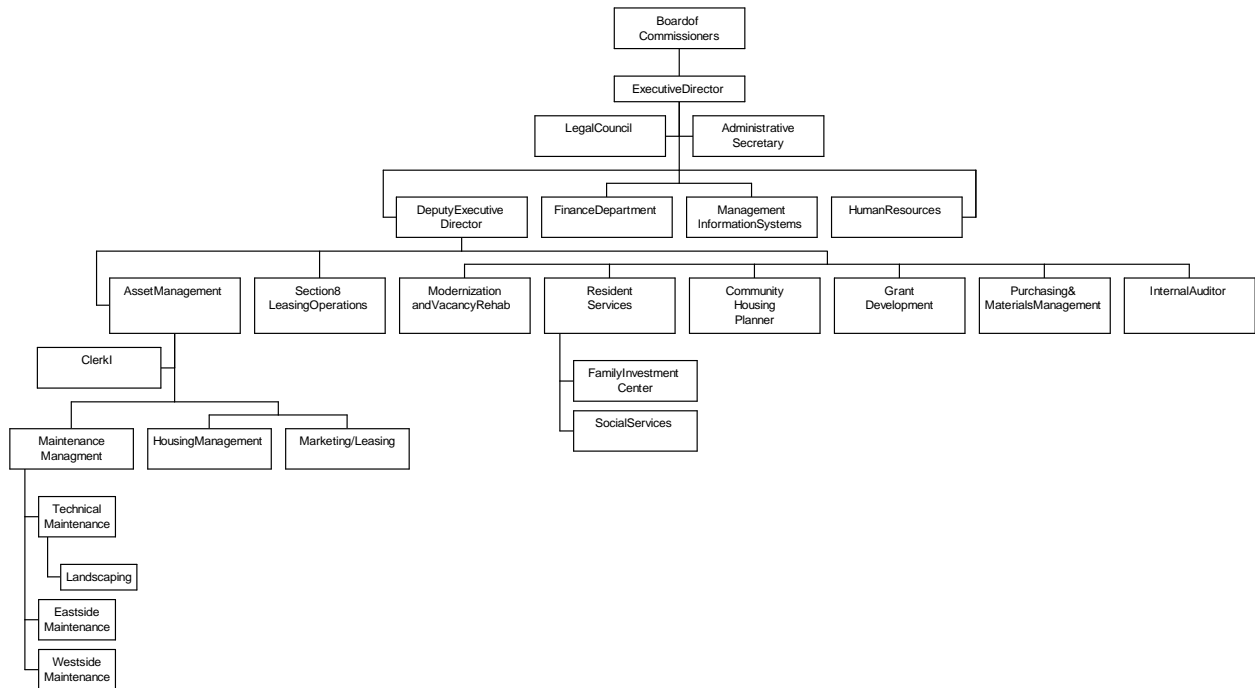 Boardof
Commissioners
ExecutiveDirector
LegalCouncil
Administrative
Secretary
DeputyExecutive
Director
FinanceDepartment
Management
InformationSystems
HumanResources
AssetManagement
Section8
LeasingOperations
Modernization
andVacancyRehab
Resident
Services
Community
Housing
Planner
Grant
Development
Purchasing&
MaterialsManagement
InternalAuditor
ClerkI
FamilyInvestment
Center
SocialServices
Maintenance
Managment
HousingManagement
Marketing/Leasing
Technical
Maintenance
Landscaping
Eastside
Maintenance
Westside
Maintenance